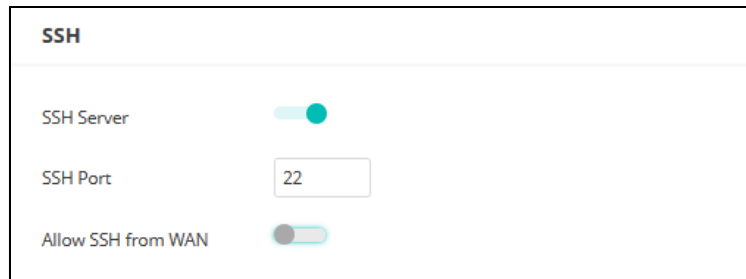 SSH
SSH Server
SSH Port 22
Allow SSH from WAN